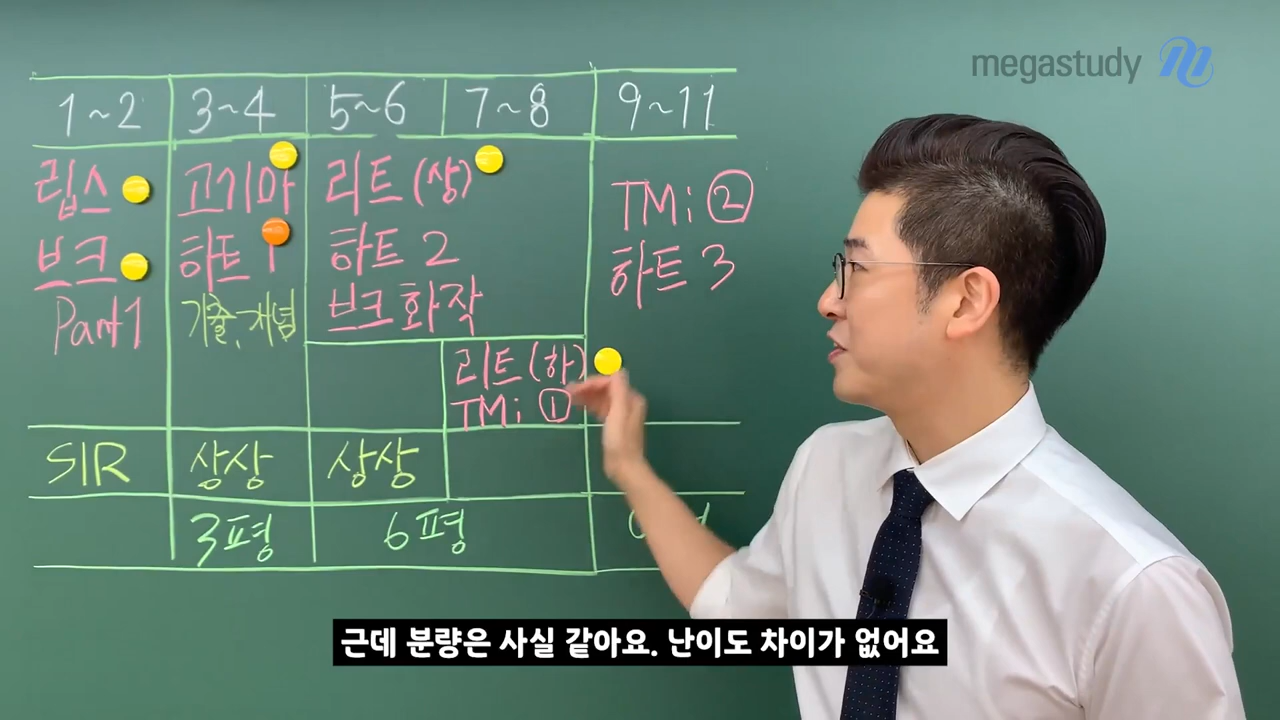 megastudy
1~2 3~4 5~6 7~8 9~11
립스 고기마 리트(상)
TMi ②
브크 하트1 하트 2
하트 3
Part1 기출, 개념 브크 화작
리트(하)
TMi ①
SIR 상상 상상
3평 6평
근데 분량은 사실 같아요. 난이도 차이가 없어요